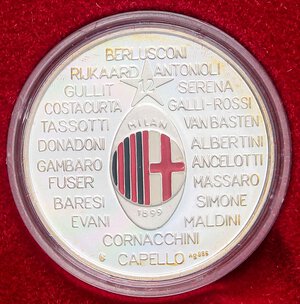 BERLUSCONI
RIJKAARD ANTONIOLI
GULLIT 12 SERENA
COSTACURTA GALLI-ROSSI
TASSOTTI MILAN VAN BASTEN
DONADONI ALBERTINI
GAMBARO ANCELOTTI
FUSER MASSARO
BARESI SIMONE
EVANI 1899 MALDINI
CORNACCHINI
CAPELLO